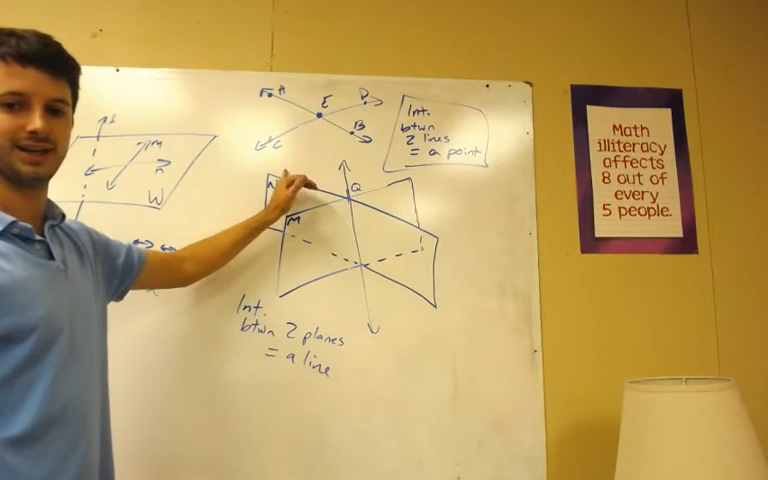 A
E
D
B
C
Int.
btwn
2 lines
= a point
M
n
W
N
Q
M
Int.
btwn 2 planes
= a line
Math
illiteracy
affects
8 out of
every
5 people.